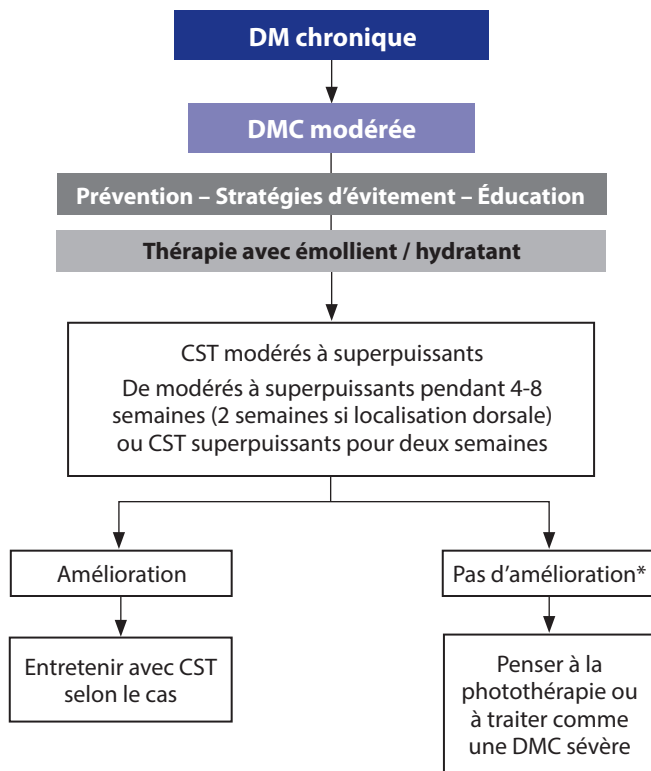 DM chronique
DMC modérée
Prévention – Stratégies d'évitement – Éducation
Thérapie avec émollient / hydratant
CST modérés à superpuissants
De modérés à superpuissants pendant 4-8
semaines (2 semaines si localisation dorsale)
ou CST superpuissants pour deux semaines
Amélioration
Pas d'amélioration*
Entretenir avec CST
selon le cas
Penser à la
photothérapie ou
à traiter comme
une DMC sévère